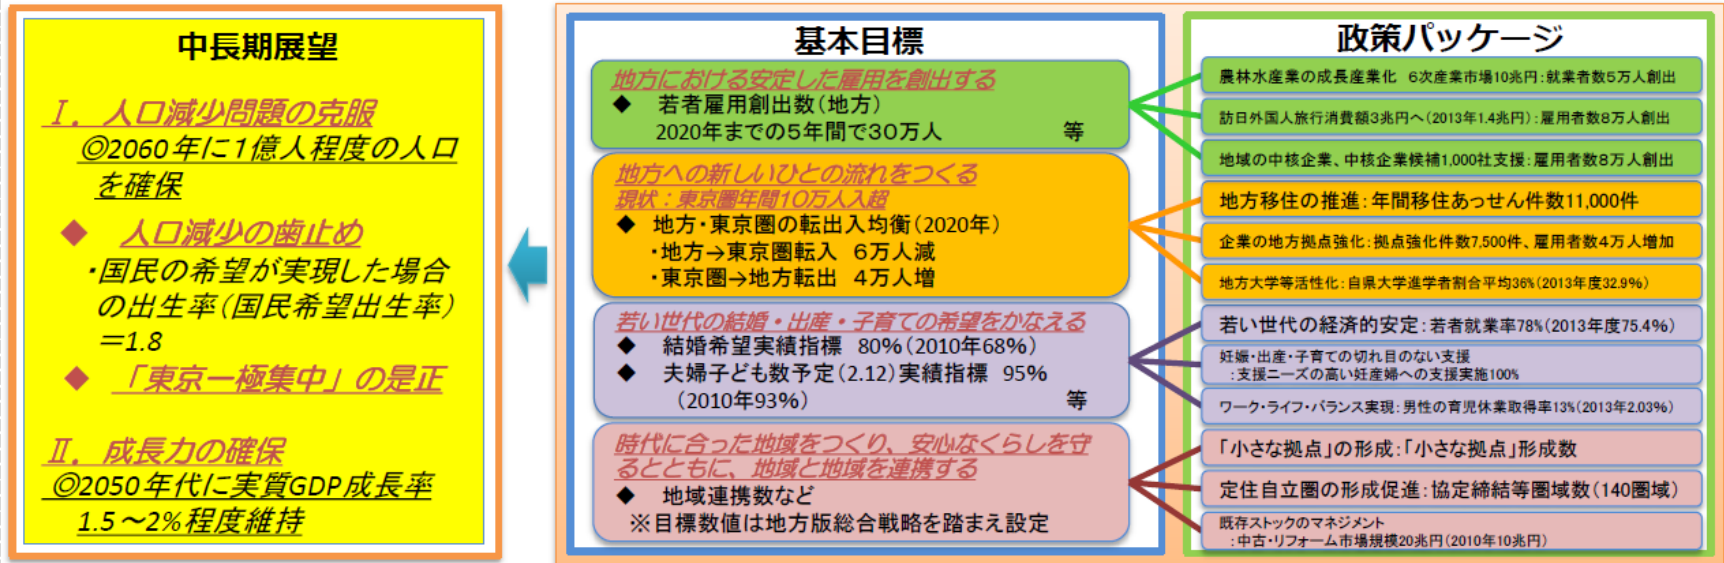 中長期展望
Ⅰ．人口減少問題の克服
◎2060年に1億人程度の人口
を確保
◆ 人口減少の歯止め
・国民の希望が実現した場合
の出生率(国民希望出生率)
＝1.8
◆ 「東京一極集中」の是正
Ⅱ．成長力の確保
◎2050年代に実質GDP成長率
1.5～2%程度維持
基本目標
地方における安定した雇用を創出する
◆ 若者雇用創出数(地方)
2020年までの5年間で30万人 等
地方への新しいひとの流れをつくる
現状：東京圏年間10万人入超
◆ 地方・東京圏の転出入均衡(2020年)
・地方→東京圏転入 6万人減
・東京圏→地方転出 4万人増
若い世代の結婚・出産・子育ての希望をかなえる
◆ 結婚希望実績指標 80%(2010年68%)
◆ 夫婦子ども数予定(2.12)実績指標 95%
(2010年93%) 等
時代に合った地域をつくり、安心なくらしを守
るとともに、地域と地域を連携する
◆ 地域連携数など
※目標数値は地方版総合戦略を踏まえ設定
政策パッケージ
農林水産業の成長産業化 6次産業市場10兆円：就業者数5万人創出
訪日外国人旅行消費額3兆円へ(2013年1.4兆円)：雇用者数8万人創出
地域の中核企業、中核企業候補1,000社支援：雇用者数8万人創出
地方移住の推進：年間移住あっせん件数11,000件
企業の地方拠点強化：拠点強化件数7,500件、雇用者数4万人増加
地方大学等活性化：自県大学進学者割合平均36%(2013年度32.9%)
若い世代の経済的安定：若者就業率78%(2013年度75.4%)
妊娠・出産・子育ての切れ目のない支援
：支援ニーズの高い妊産婦への支援実施100%
ワーク・ライフ・バランス実現：男性の育児休業取得率13%(2013年2.03%)
「小さな拠点」の形成：「小さな拠点」形成数
定住自立圏の形成促進：協定締結等圏域数(140圏域)
既存ストックのマネジメント
：中古・リフォーム市場規模20兆円(2010年10兆円)